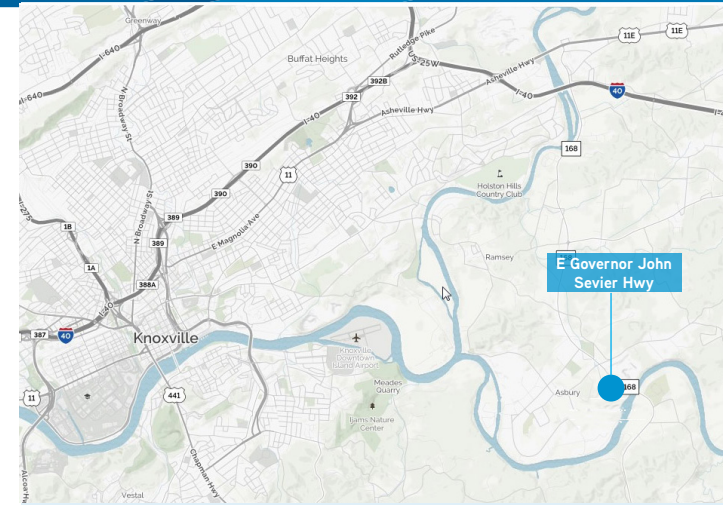 Greenway
11E
11E
Rutledge Pike
Buffat Heights
I-640
US-25W
Asheville Hwy
I-640
392B
40
I-40
N Broadway St
392
I-40
Asheville Hwy
I-40
168
390
11
Holston Hills
Country Club
390
I-275
389
1B
N Broadway St
E Magnolia Ave
389
Ramsey
E Governor John
Sevier Hwy
1A
388A
I-40
387
40
Knoxville
Knoxville
Downtown
Island Airport
Meades
Quarry
168
Asbury
11
441
Ijams Nature
Center
Chapman Hwy
Alcoa H
Vestal